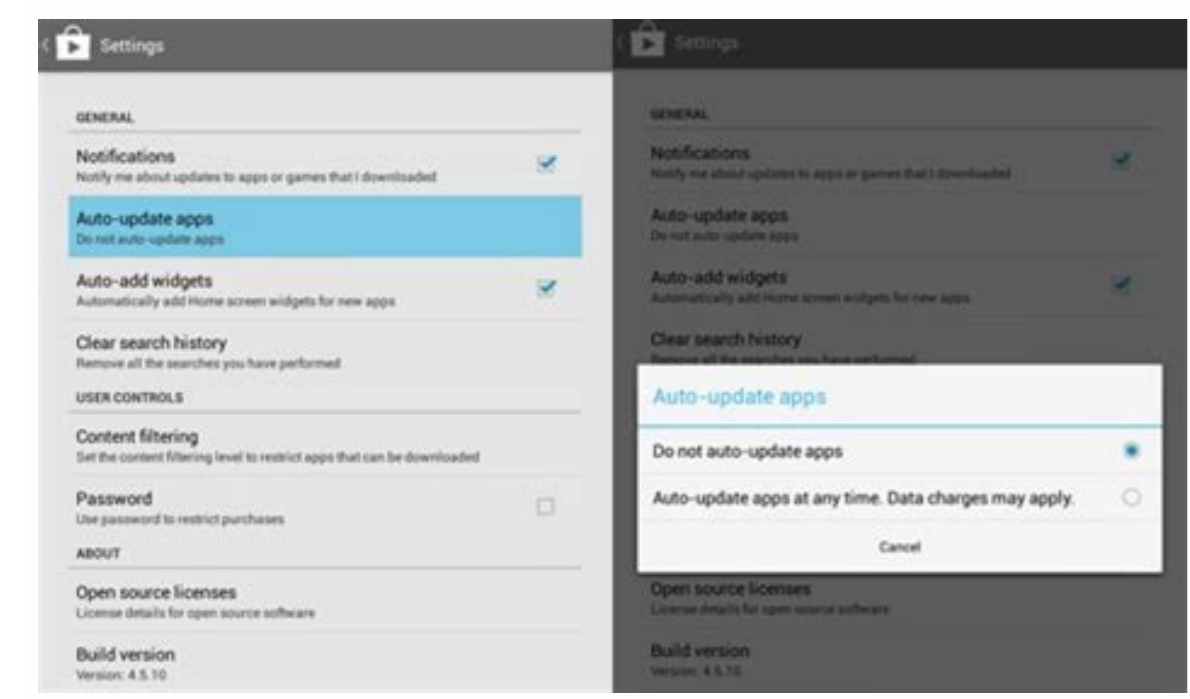 Settings
GENERAL
Notifications
Notify me about updates to apps or games that I downloaded
Auto-update apps
Do not auto-update apps
Auto-add widgets
Automatically add Home screen widgets for new apps
Clear search history
Remove all the searches you have performed
USER CONTROLS
Content filtering
Set the content filtering level to restrict apps that can be downloaded
Password
Use password to restrict purchases
ABOUT
Open source licenses
License details for open source software
Build version
Version: 4.5.10
Settings
GENERAL
Notifications
Notify me about updates to apps or games that I downloaded
Auto-update apps
Do not auto-update apps
Auto-add widgets
Automatically add Home screen widgets for new apps
Clear search history
Remove all the searches you have performed
Auto-update apps
Do not auto-update apps
Auto-update apps at any time. Data charges may apply.
Cancel
Open source licenses
License details for open source software
Build version
Version: 4.5.10